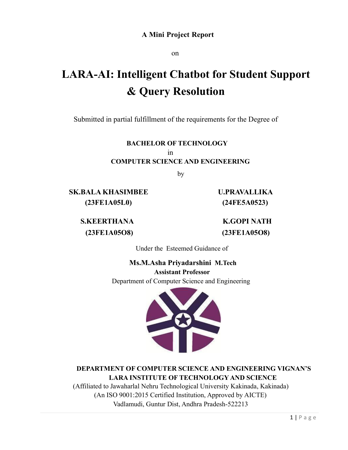 A Mini Project Report
on
LARA-AI: Intelligent Chatbot for Student Support
& Query Resolution
Submitted in partial fulfillment of the requirements for the Degree of
BACHELOR OF TECHNOLOGY
in
COMPUTER SCIENCE AND ENGINEERING
by
SK.BALA KHASIMBEE U.PRAVALLIKA
(23FE1A05L0) (24FE5A0523)
S.KEERTHANA K.GOPI NATH
(23FE1A05O8) (23FE1A05O8)
Under the Esteemed Guidance of
Ms.M.Asha Priyadarshini M.Tech
Assistant Professor
Department of Computer Science and Engineering
DEPARTMENT OF COMPUTER SCIENCE AND ENGINEERING VIGNAN'S
LARA INSTITUTE OF TECHNOLOGY AND SCIENCE
(Affiliated to Jawaharlal Nehru Technological University Kakinada, Kakinada)
(An ISO 9001:2015 Certified Institution, Approved by AICTE)
Vadlamudi, Guntur Dist, Andhra Pradesh-522213
1 | Page